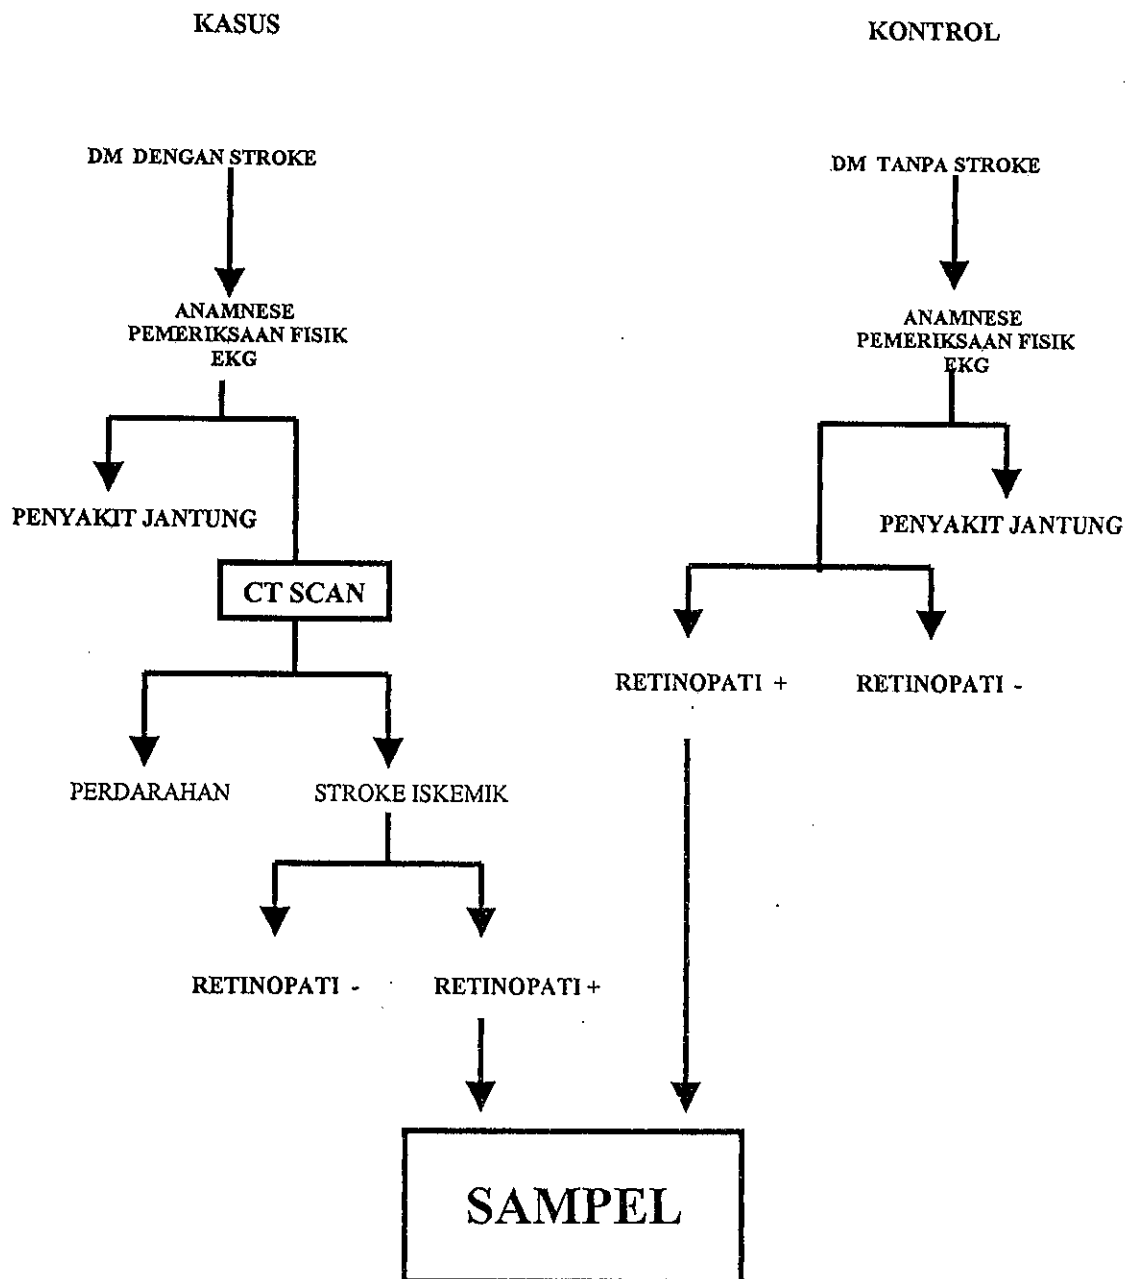 KASUS
KONTROL
DM DENGAN STROKE
DM TANPA STROKE
ANAMNESE
PEMERIKSAAN FISIK
EKG
ANAMNESE
PEMERIKSAAN FISIK
EKG
PENYAKIT JANTUNG
PENYAKIT JANTUNG
CT SCAN
RETINOPATI +
RETINOPATI -
PERDARAHAN
STROKE ISKEMIK
RETINOPATI -
RETINOPATI +
SAMPEL